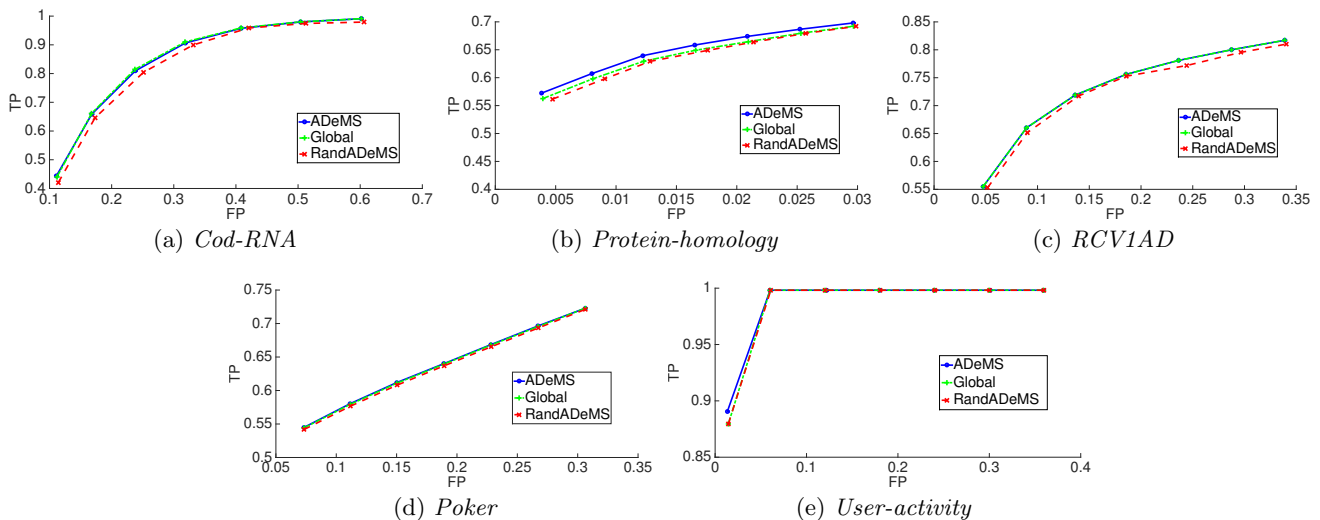 1
0.9
0.8
0.7
0.6
0.5
0.4
TP
0.1 0.2 0.3 0.4 0.5 0.6 0.7
FP
ADeMS
Global
RandADeMS
(a) Cod-RNA
0.7
0.65
0.6
0.55
0.5
0.45
0.4
TP
0.005 0.01 0.015 0.02 0.025 0.03
FP
ADeMS
Global
RandADeMS
(b) Protein-homology
0.85
0.8
0.75
0.7
0.65
0.6
0.55
TP
0 0.05 0.1 0.15 0.2 0.25 0.3 0.35
FP
ADeMS
Global
RandADeMS
(c) RCV1AD
0.75
0.7
0.65
0.6
0.55
0.5
TP
0.05 0.1 0.15 0.2 0.25 0.3 0.35
FP
ADeMS
Global
RandADeMS
(d) Poker
1
0.95
0.9
0.85
TP
0 0.1 0.2 0.3 0.4
FP
ADeMS
Global
RandADeMS
(e) User-activity